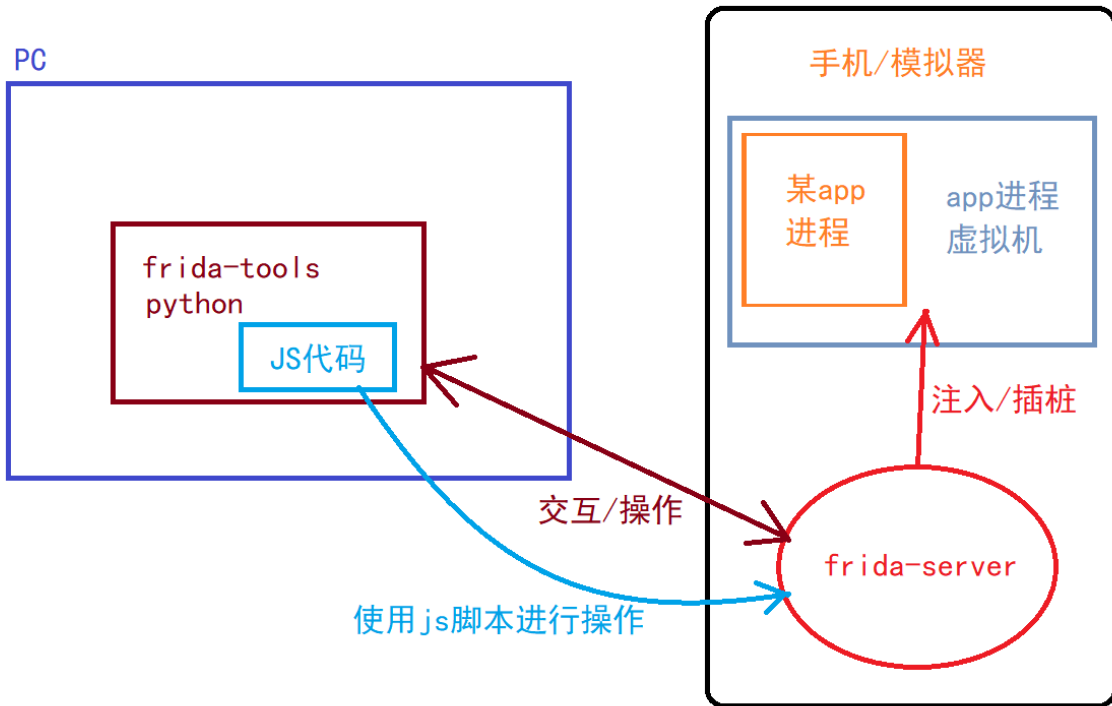 PC
frida-tools
python
JS代码
手机/模拟器
某app
进程
app进程
虚拟机
注入/插桩
交互/操作
frida-server
使用js脚本进行操作